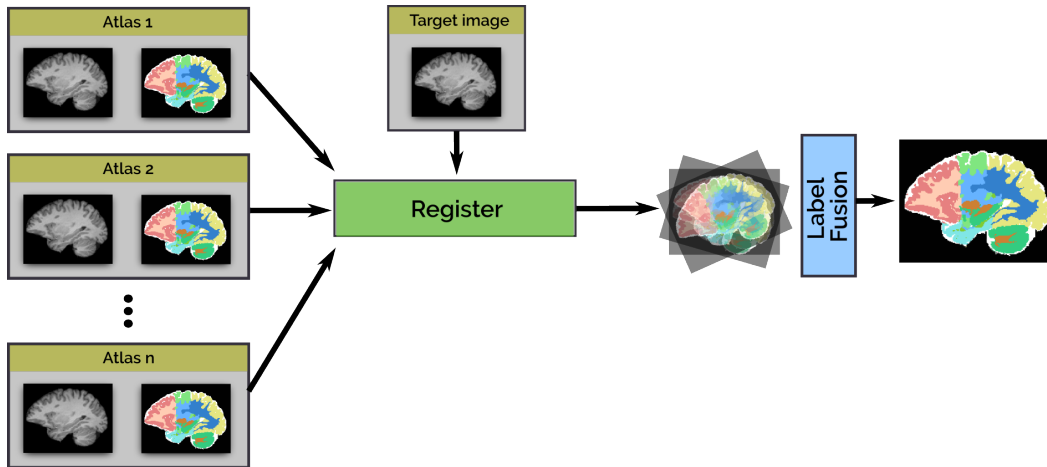 Atlas 1
Target image
Atlas 2
Register
Label
Fusion
Atlas n